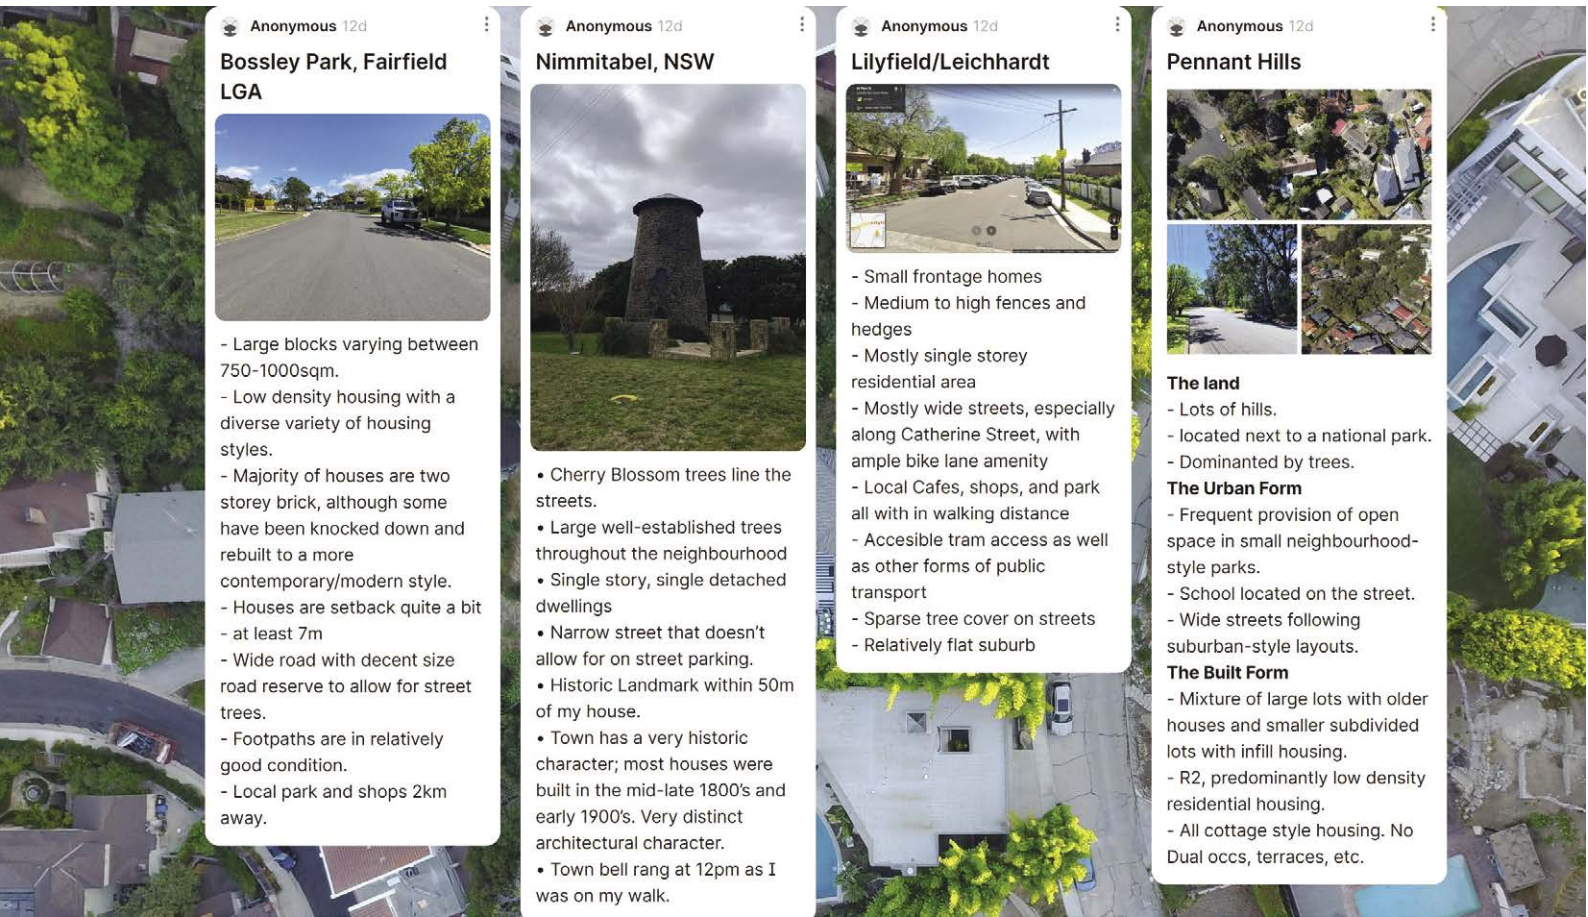 Anonymous 12d
Bossley Park, Fairfield
LGA
- Large blocks varying between
750-1000sqm.
- Low density housing with a
diverse variety of housing
styles.
- Majority of houses are two
storey brick, although some
have been knocked down and
rebuilt to a more
contemporary/modern style.
- Houses are setback quite a bit
- at least 7m
- Wide road with decent size
road reserve to allow for street
trees.
- Footpaths are in relatively
good condition.
- Local park and shops 2km
away.
Anonymous 12d
Nimmitabel, NSW
• Cherry Blossom trees line the
streets.
• Large well-established trees
throughout the neighbourhood
• Single story, single detached
dwellings
• Narrow street that doesn't
allow for on street parking.
• Historic Landmark within 50m
of my house.
• Town has a very historic
character; most houses were
built in the mid-late 1800's and
early 1900's. Very distinct
architectural character.
• Town bell rang at 12pm as I
was on my walk.
Anonymous 12d
Lilyfield/Leichhardt
- Small frontage homes
- Medium to high fences and
hedges
- Mostly single storey
residential area
- Mostly wide streets, especially
along Catherine Street, with
ample bike lane amenity
- Local Cafes, shops, and park
all with in walking distance
- Accesible tram access as well
as other forms of public
transport
- Sparse tree cover on streets
- Relatively flat suburb
Anonymous 12d
Pennant Hills
The land
- Lots of hills.
- located next to a national park.
- Dominanted by trees.
The Urban Form
- Frequent provision of open
space in small neighbourhood-
style parks.
- School located on the street.
- Wide streets following
suburban-style layouts.
The Built Form
- Mixture of large lots with older
houses and smaller subdivided
lots with infill housing.
- R2, predominantly low density
residential housing.
- All cottage style housing. No
Dual occs, terraces, etc.